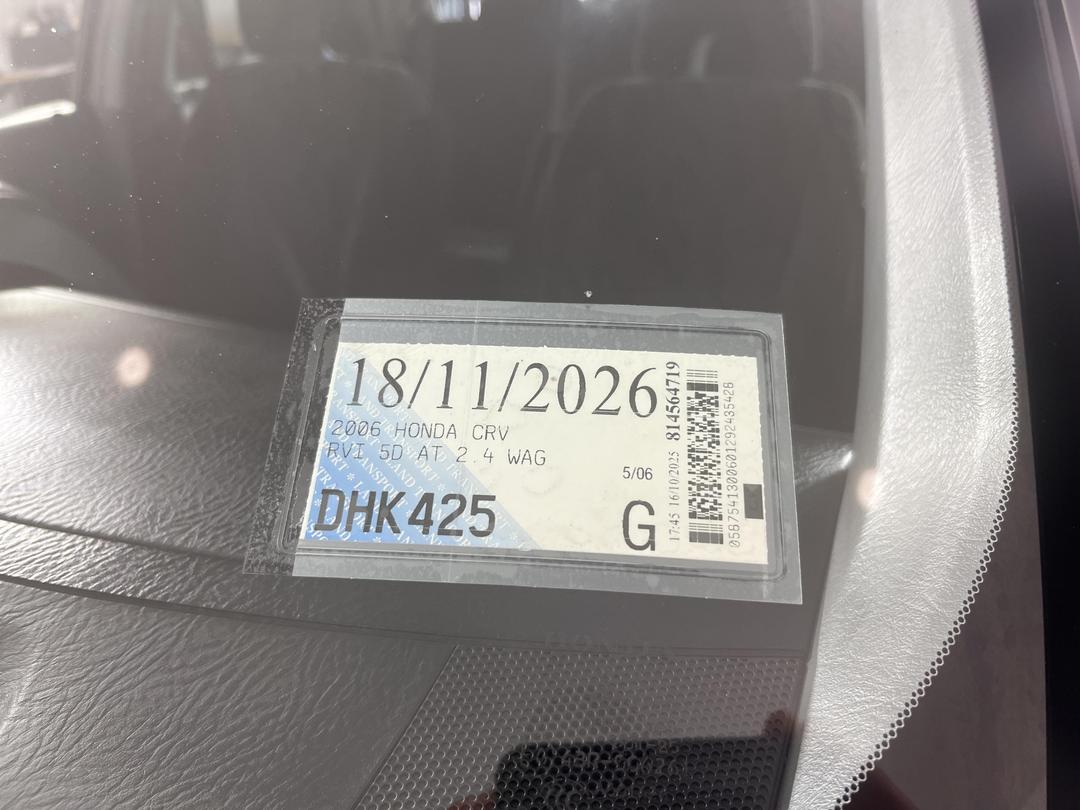 18/11/2026
2006 HONDA CRV
RVI 5D AT 2.4 WAG
5/06
DHK425
G
17:45 16/10/2025 814564719
0587541300601292435428